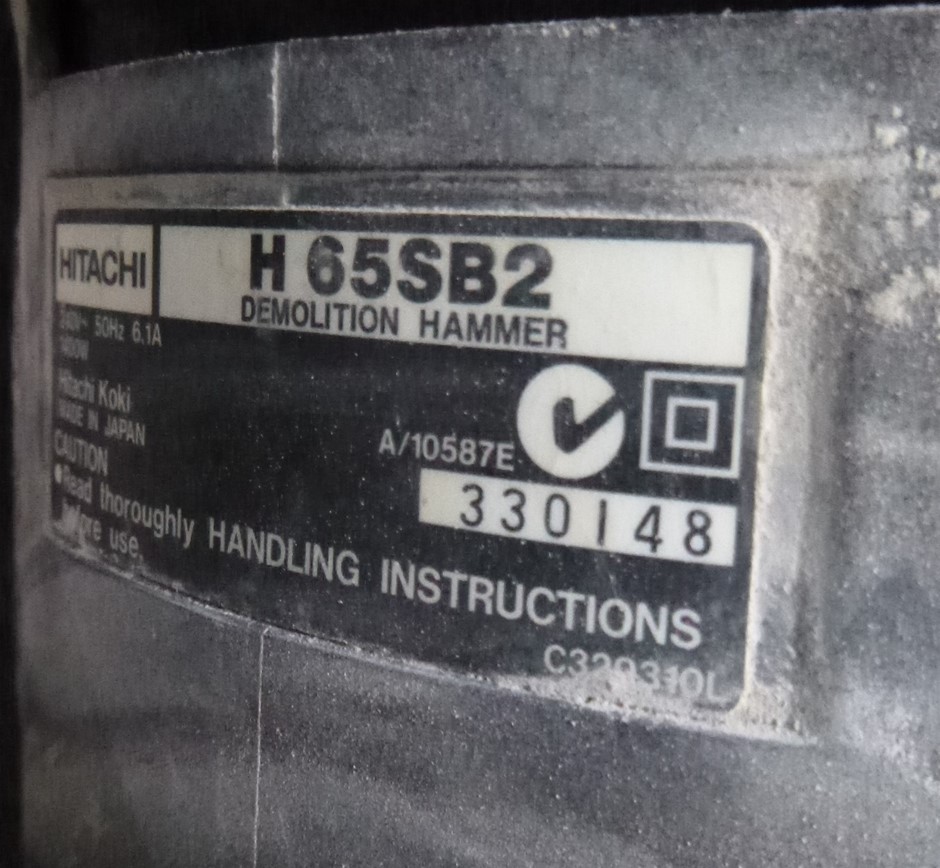 HITACHI
H 65SB2
DEMOLITION HAMMER
50Hz 6.1A
Hitachi Koki
MADE IN JAPAN
A/10587E
CAUTION
330148
●Read thoroughly HANDLING INSTRUCTIONS
before use.